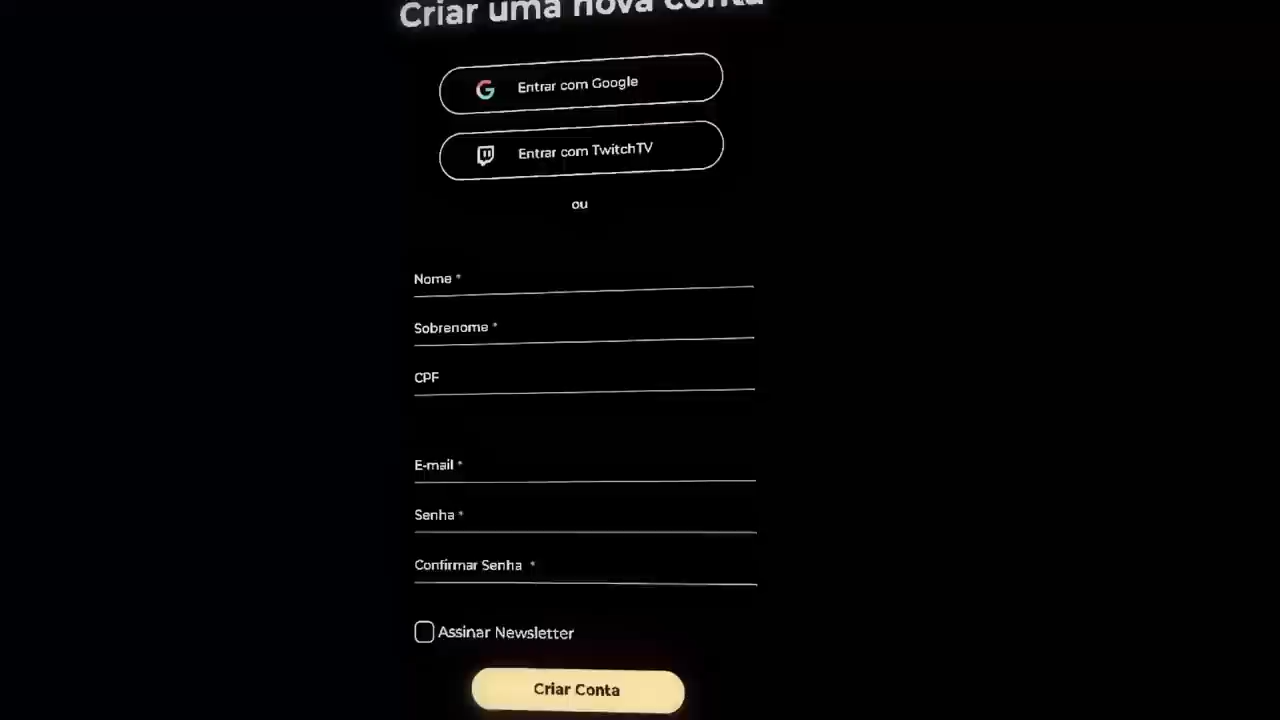 Criar uma nova conta
Entrar com Google
Entrar com TwitchTV
ou
Nome *
Sobrenome *
CPF
E-mail *
Senha *
Confirmar Senha *
Assinar Newsletter
Criar Conta